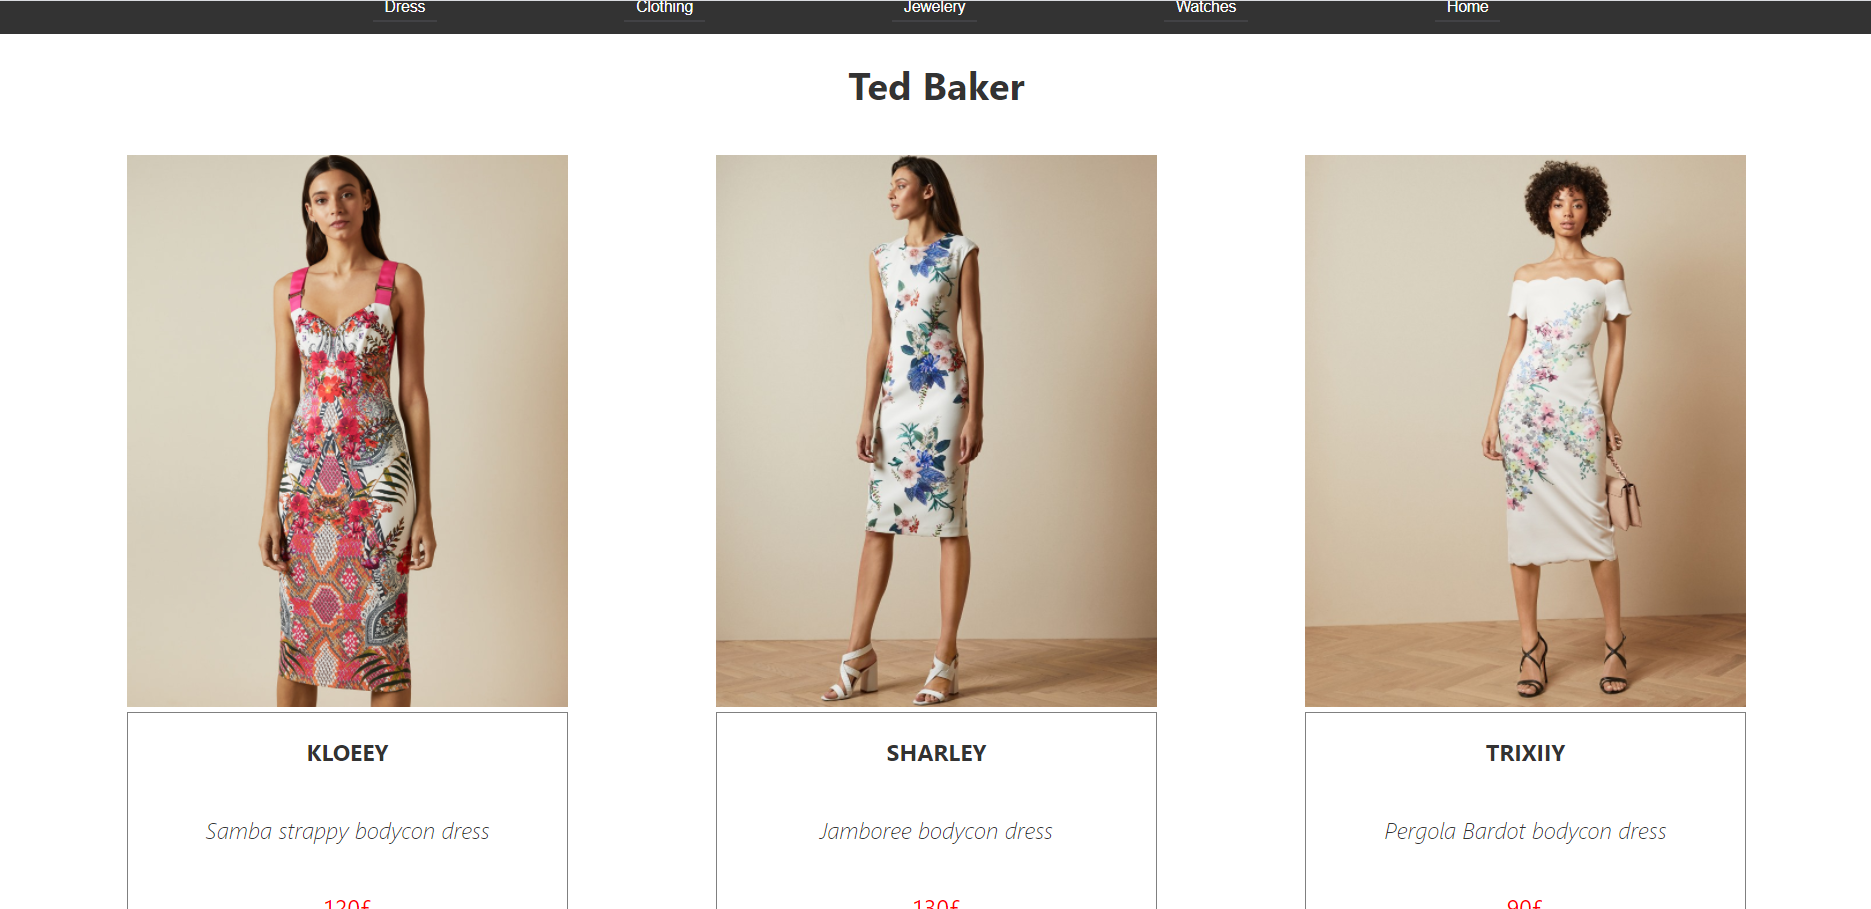 Dress Clothing Jewelery Watches Home
Ted Baker
KLOEEY SHARLEY TRIXIIY
Samba strappy bodycon dress Jamboree bodycon dress Pergola Bardot bodycon dress
120£ 130£ 90£